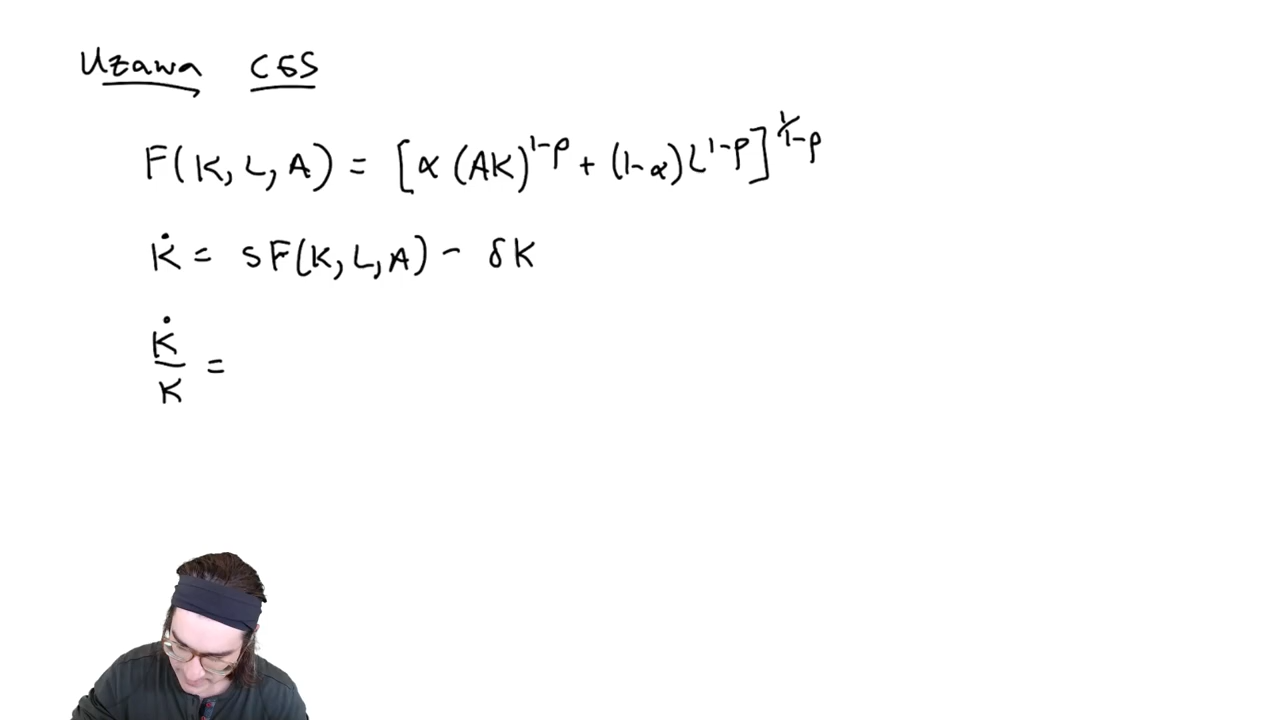 Uzawa CES
F(K, L, A) = [α (AK)^{1-ρ} + (1-α) L^{1-ρ}]^{1/1-ρ}
K̇ = sF(K, L, A) - δK
K̇/K =